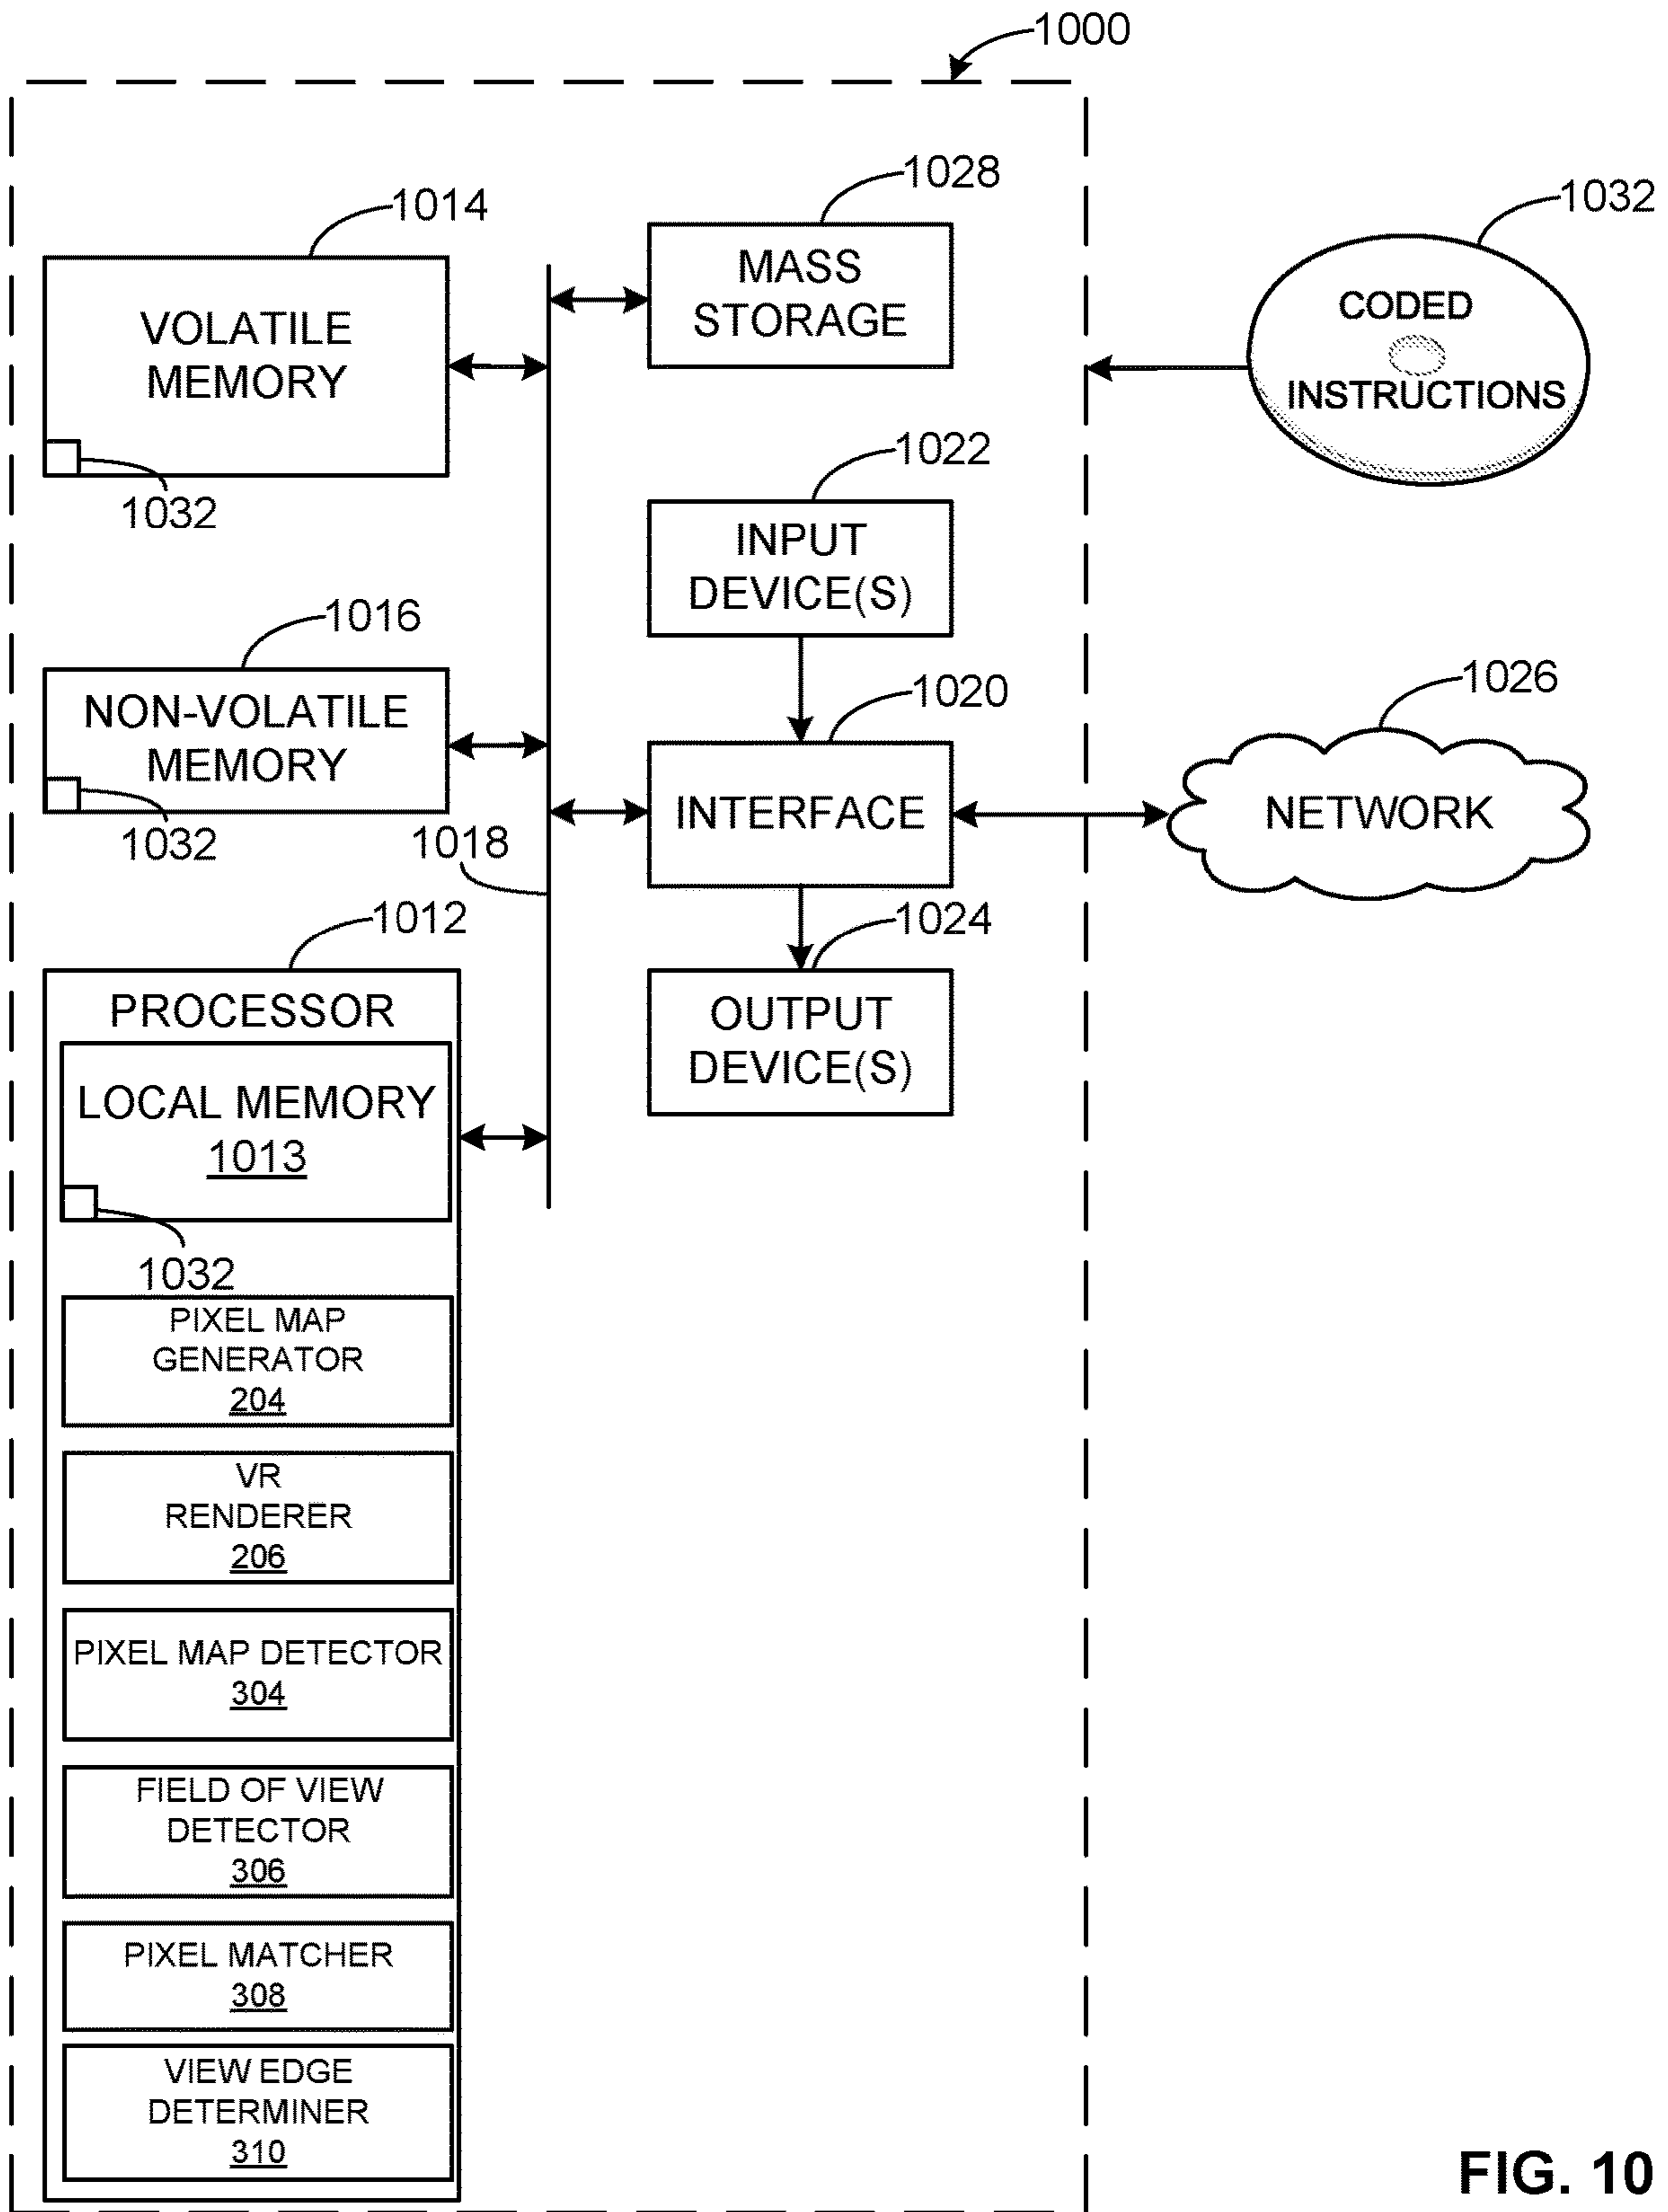 1000
1028
1014
1032
MASS
STORAGE
VOLATILE
MEMORY
CODED
INSTRUCTIONS
1032
1022
INPUT
DEVICE(S)
1016
1026
1020
NON-VOLATILE
MEMORY
INTERFACE
NETWORK
1032
1018
1012
1024
PROCESSOR
OUTPUT
DEVICE(S)
LOCAL MEMORY
1013
1032
PIXEL MAP
GENERATOR
204
VR
RENDERER
206
PIXEL MAP DETECTOR
304
FIELD OF VIEW
DETECTOR
306
PIXEL MATCHER
308
VIEW EDGE
DETERMINER
310
FIG. 10